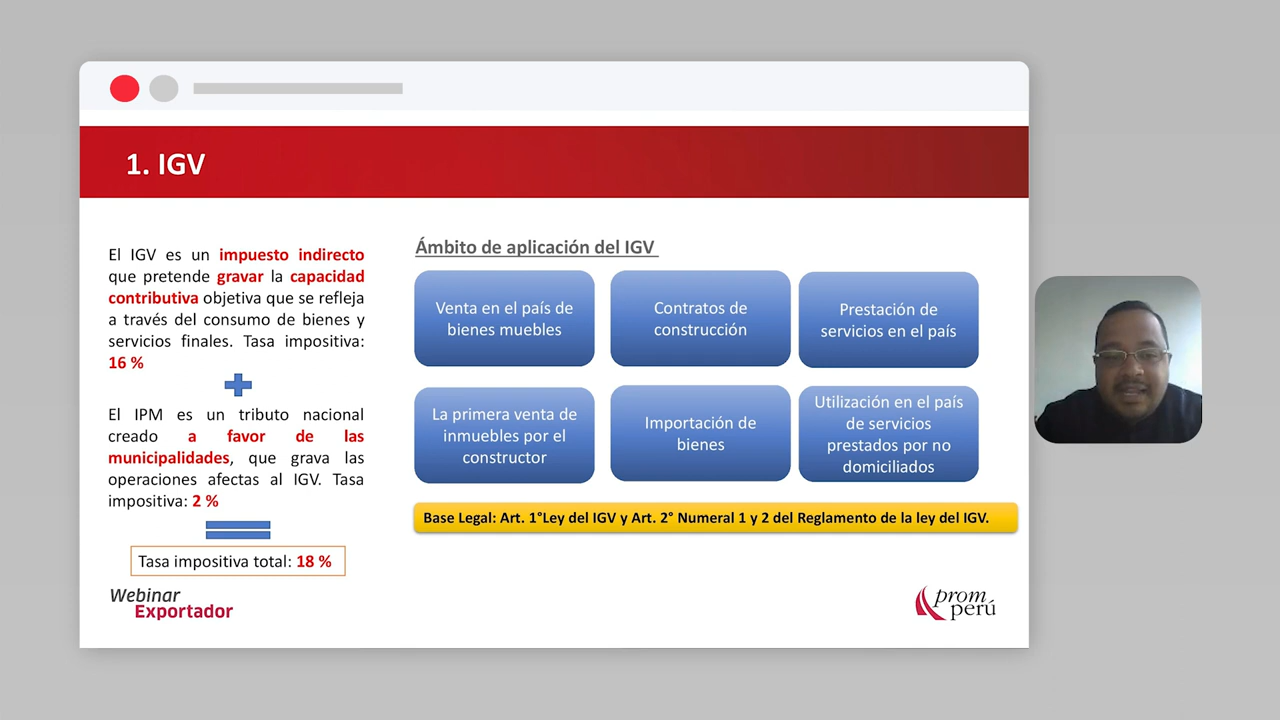 1. IGV
El IGV es un impuesto indirecto
que pretende gravar la capacidad
contributiva objetiva que se refleja
a través del consumo de bienes y
servicios finales. Tasa impositiva:
16 %
El IPM es un tributo nacional
creado a favor de las
municipalidades, que grava las
operaciones afectas al IGV. Tasa
impositiva: 2 %
Tasa impositiva total: 18 %
Ámbito de aplicación del IGV
Venta en el país de
bienes muebles
Contratos de
construcción
Prestación de
servicios en el país
La primera venta de
inmuebles por el
constructor
Importación de
bienes
Utilización en el país
de servicios
prestados por no
domiciliados
Base Legal: Art. 1°Ley del IGV y Art. 2° Numeral 1 y 2 del Reglamento de la ley del IGV.
Webinar
Exportador
prom
perú